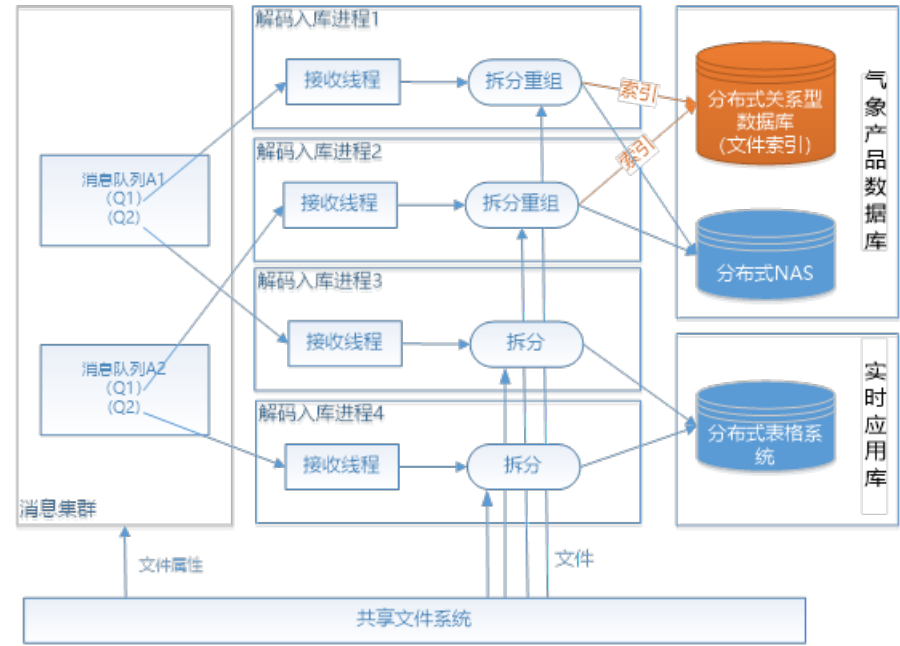 解码入库进程1
接收线程
拆分重组
索引
分布式关系型
数据库
(文件索引)
气象产品数据库
解码入库进程2
接收线程
拆分重组
索引
消息队列A1
（Q1）
(Q2)
分布式NAS
解码入库进程3
接收线程
拆分
消息队列A2
（Q1）
(Q2)
实时应用库
解码入库进程4
接收线程
拆分
分布式表格系
统
消息集群
文件属性
文件
共享文件系统